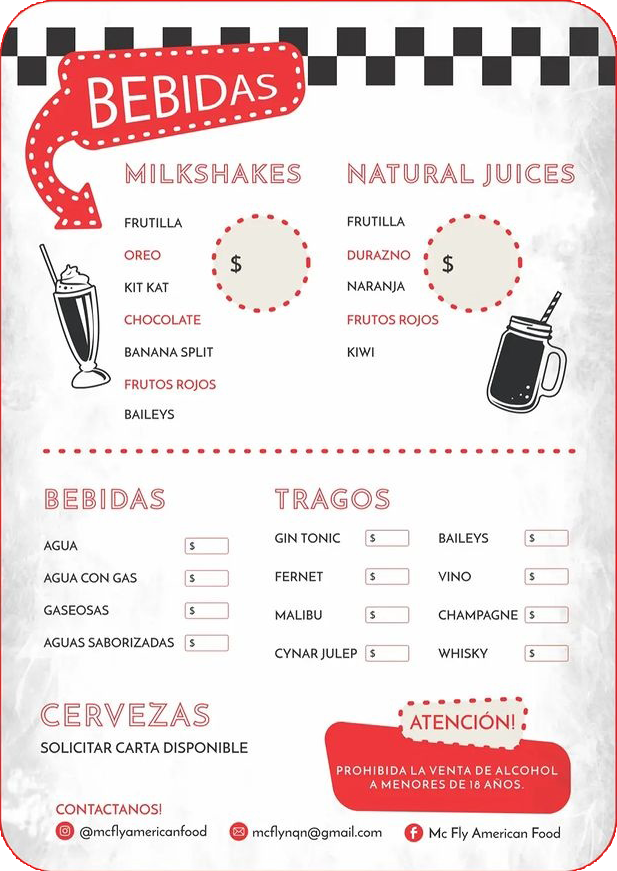 BEBIDAS
MILKSHAKES
FRUTILLA
OREO
KIT KAT
CHOCOLATE
BANANA SPLIT
FRUTOS ROJOS
BAILEYS
$
NATURAL JUICES
FRUTILLA
DURAZNO
NARANJA
FRUTOS ROJOS
KIWI
$
BEBIDAS
AGUA $
AGUA CON GAS $
GASEOSAS $
AGUAS SABORIZADAS $
TRAGOS
GIN TONIC $
FERNET $
MALIBU $
CYNAR JULEP $
BAILEYS $
VINO $
CHAMPAGNE $
WHISKY $
CERVEZAS
SOLICITAR CARTA DISPONIBLE
ATENCIÓN!
PROHIBIDA LA VENTA DE ALCOHOL
A MENORES DE 18 AÑOS.
CONTACTANOS!
@mcflyamericanfood mcflynqn@gmail.com Mc Fly American Food